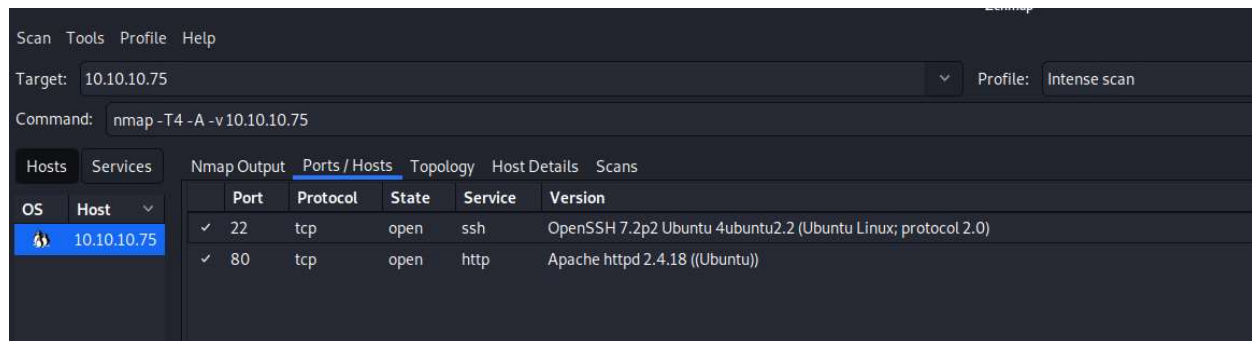 Scan Tools Profile Help
Target: 10.10.10.75 Profile: Intense scan
Command: nmap -T4 -A -v 10.10.10.75
Hosts Services Nmap Output Ports / Hosts Topology Host Details Scans
OS Host Port Protocol State Service Version
10.10.10.75 22 tcp open ssh OpenSSH 7.2p2 Ubuntu 4ubuntu2.2 (Ubuntu Linux; protocol 2.0)
80 tcp open http Apache httpd 2.4.18 ((Ubuntu))